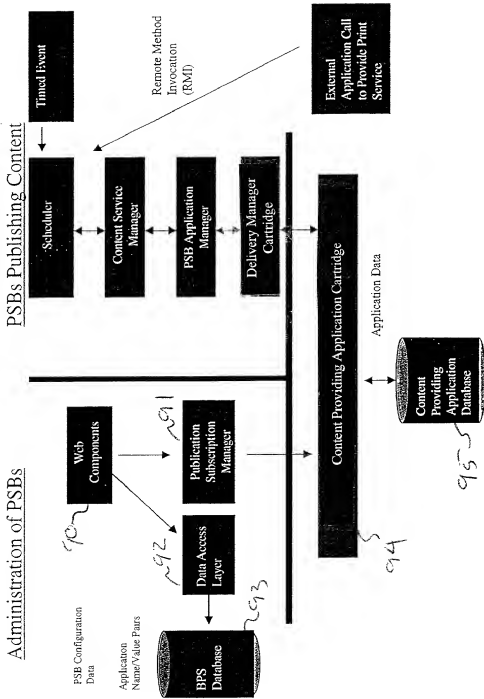 Administration of PSBs
PSBs Publishing Content
90
Web
Components
Timed Event
Scheduler
PSB Configuration
Data
Application
Name/Value Pairs
92
Data Access
Layer
91
Publication
Subscription
Manager
Content Service
Manager
Remote Method
Invocation
(RMI)
BPS
Database
93
PSB Application
Manager
Delivery Manager
Cartridge
Content Providing Application Cartridge
94
External
Application Call
to Provide Print
Service
Application Data
Content
Providing
Application
Database
95